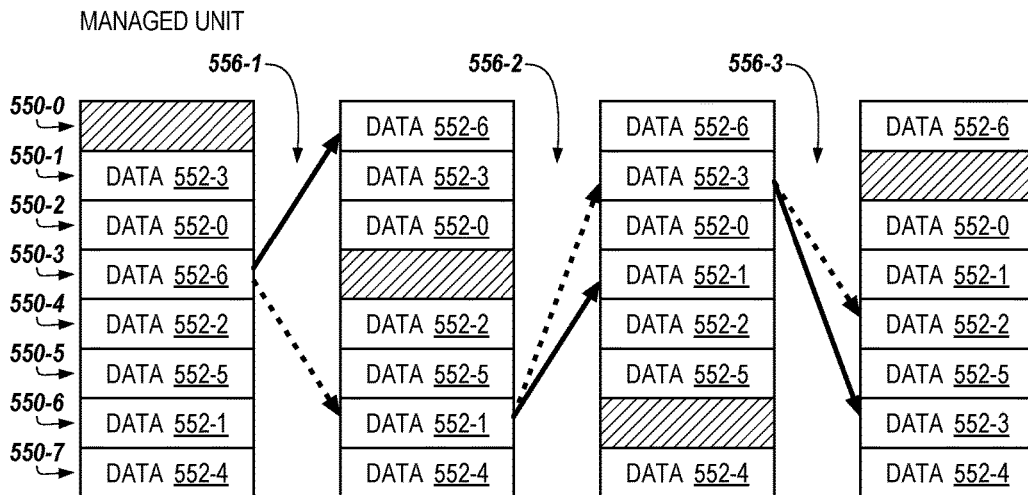 MANAGED UNIT
556-1 556-2 556-3
550-0 DATA 552-6 DATA 552-6 DATA 552-6
550-1 DATA 552-3 DATA 552-3 DATA 552-3
550-2 DATA 552-0 DATA 552-0 DATA 552-0 DATA 552-0
550-3 DATA 552-6 DATA 552-1 DATA 552-1
550-4 DATA 552-2 DATA 552-2 DATA 552-2 DATA 552-2
550-5 DATA 552-5 DATA 552-5 DATA 552-5 DATA 552-5
550-6 DATA 552-1 DATA 552-1 DATA 552-3
550-7 DATA 552-4 DATA 552-4 DATA 552-4 DATA 552-4